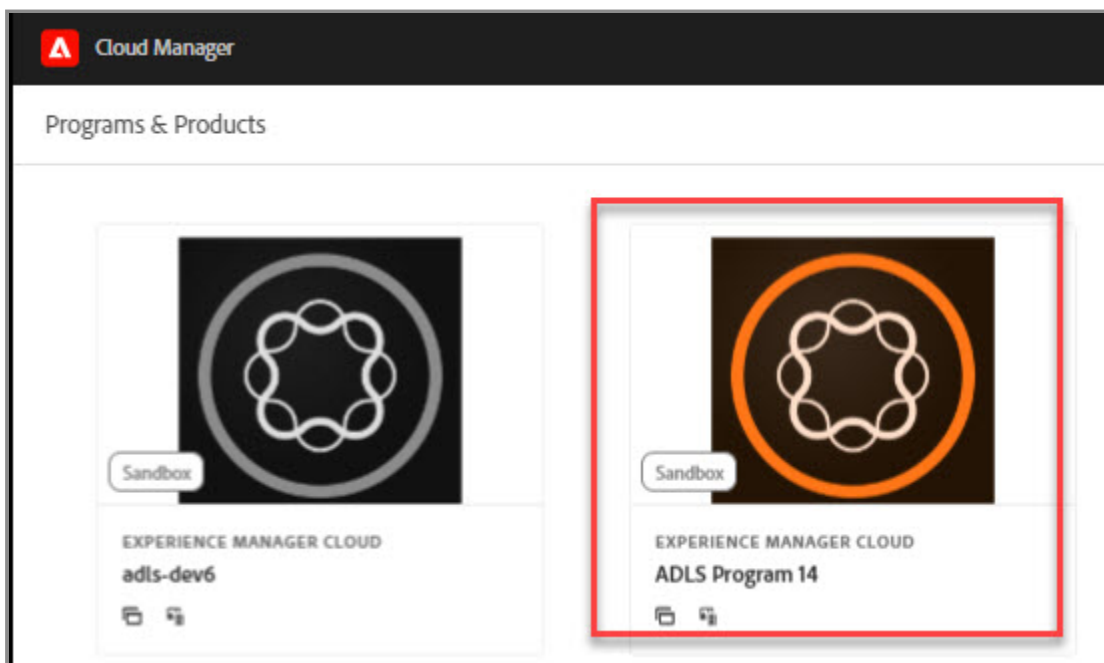 Cloud Manager
Programs & Products
Sandbox
EXPERIENCE MANAGER CLOUD
adls-dev6
Sandbox
EXPERIENCE MANAGER CLOUD
ADLS Program 14